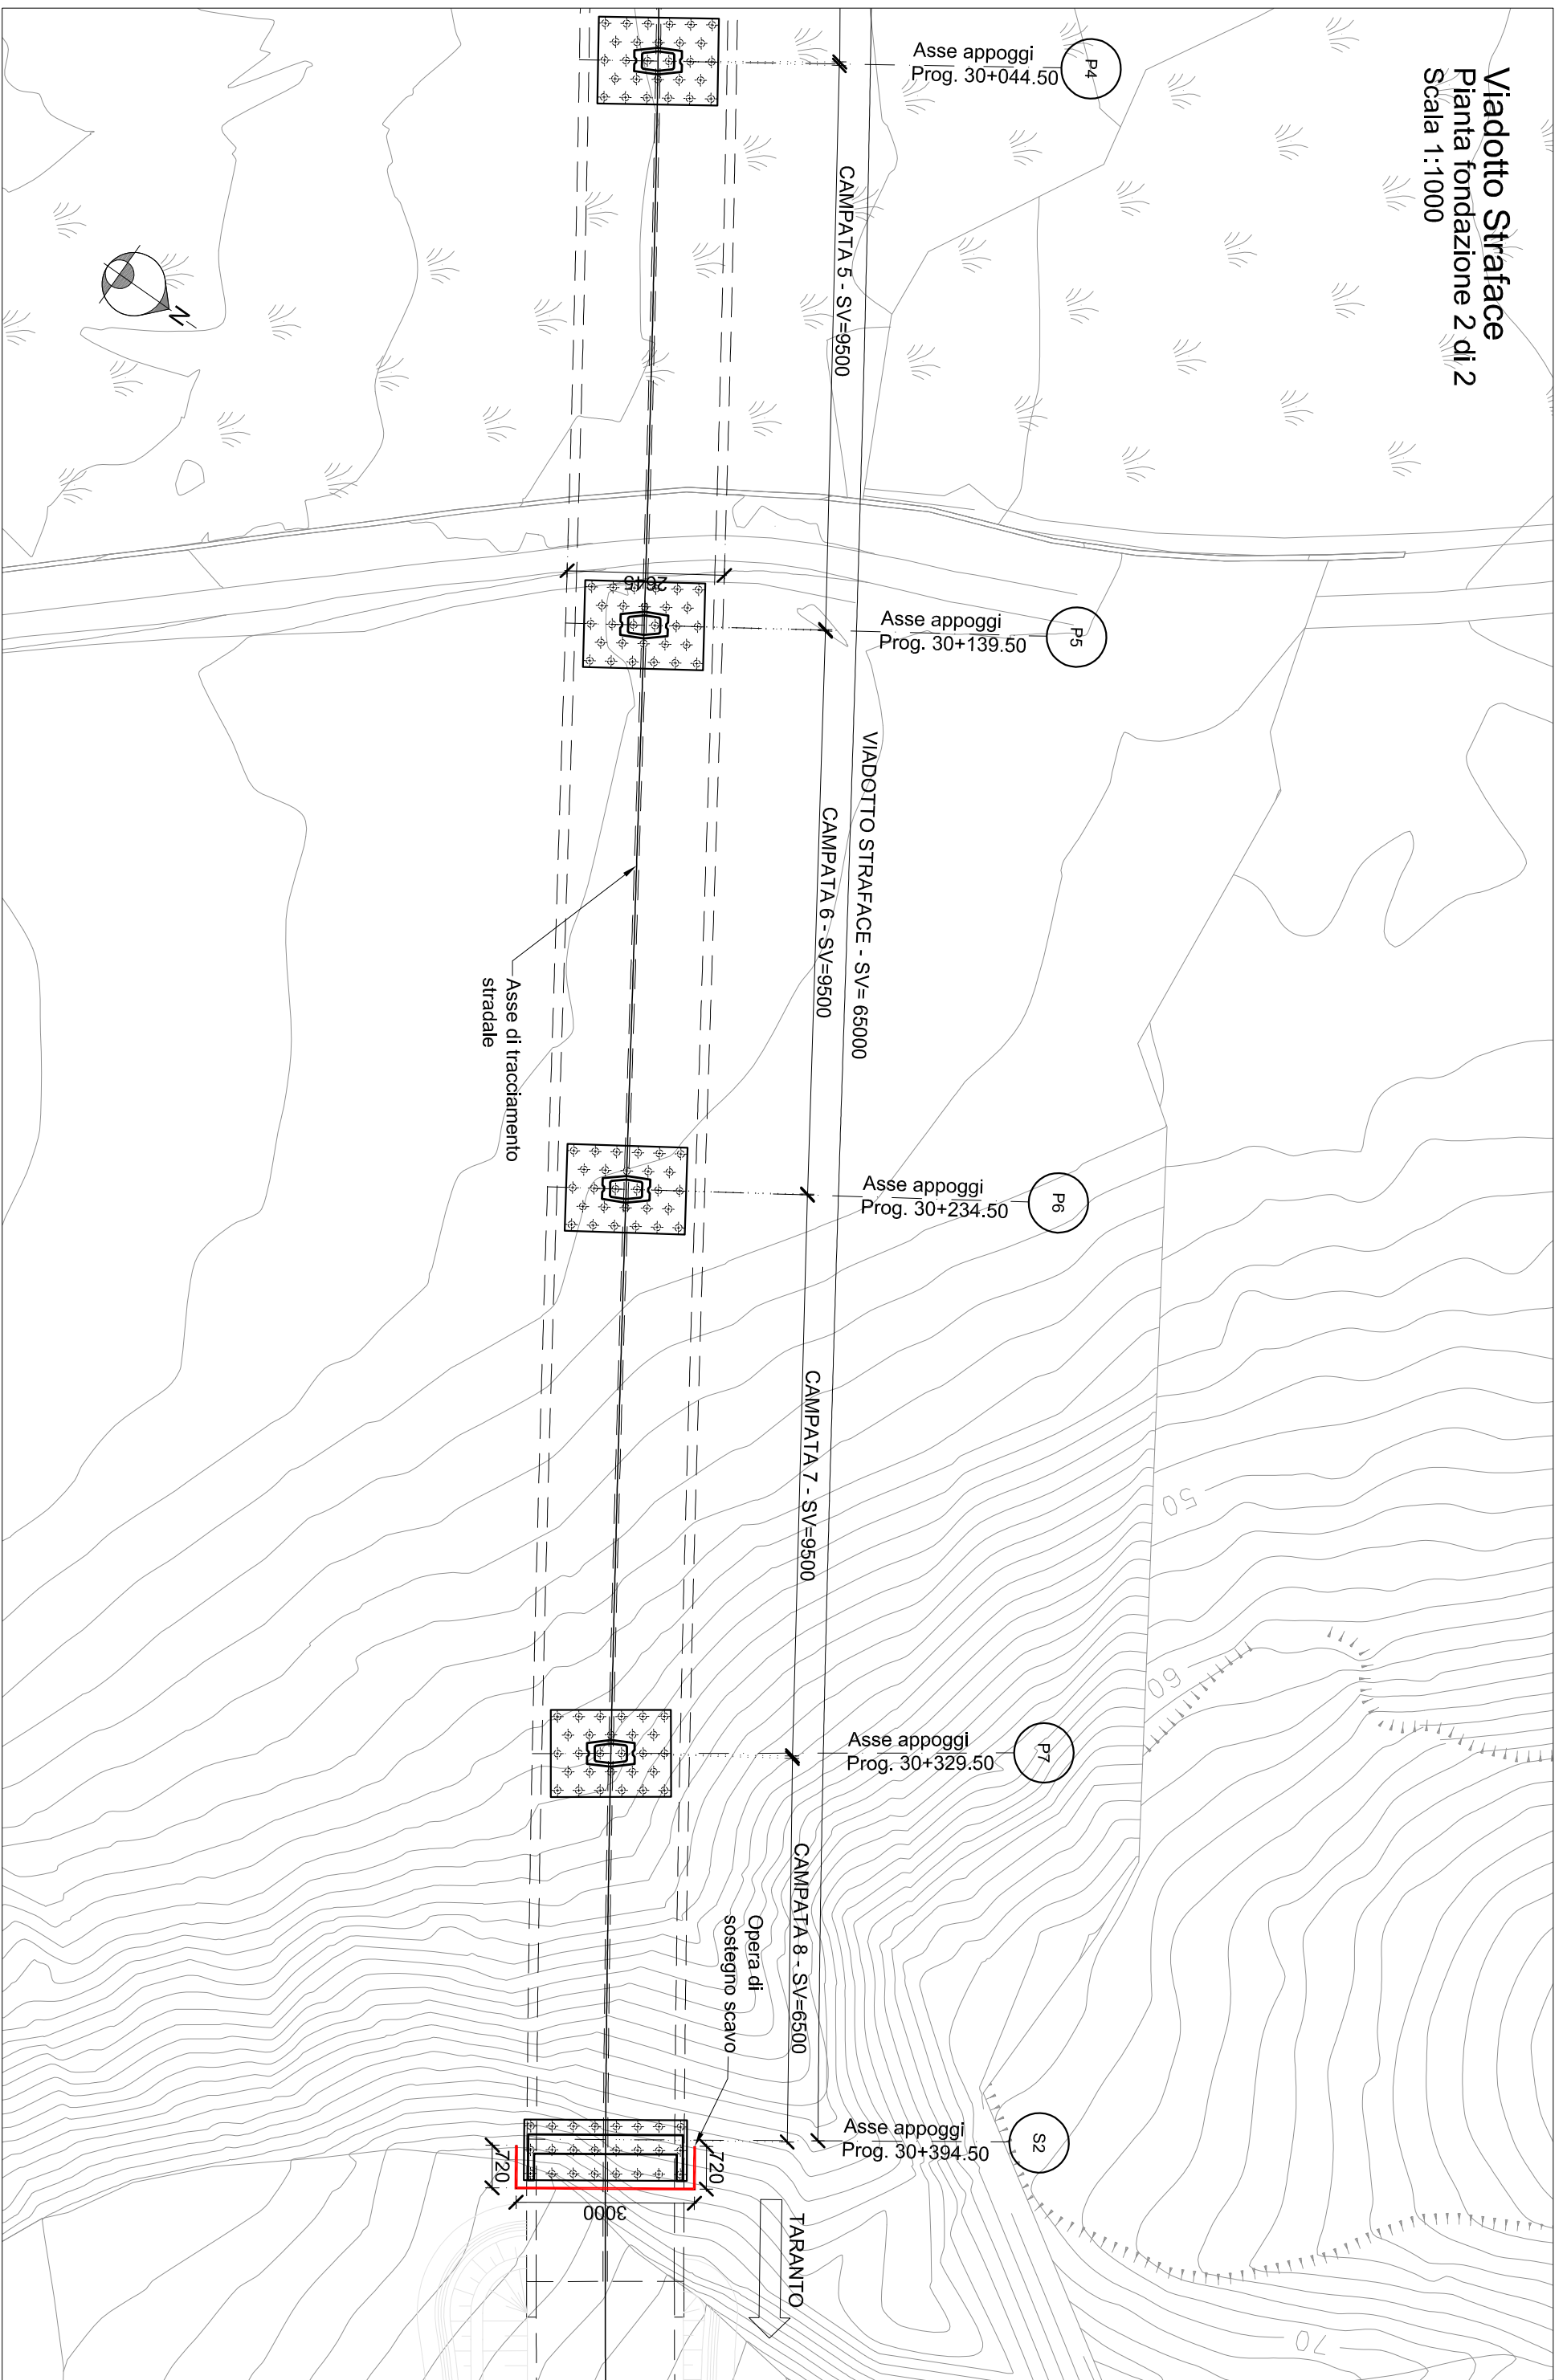 Viadotto Straface
Pianta fondazione 2 di 2
Scala 1:1000
Asse appoggi
Prog. 30+044.50
P4
CAMPATA 5 - SV=9500
N
2645
Asse appoggi
Prog. 30+139.50
P5
VIADOTTO STRAFACE - SV= 65000
CAMPATA 6 - SV=9500
Asse di tracciamento
stradale
Asse appoggi
Prog. 30+234.50
P6
CAMPATA 7 - SV=9500
50
60
Asse appoggi
Prog. 30+329.50
P7
CAMPATA 8 - SV=6500
Opera di
sostegno scavo
Asse appoggi
Prog. 30+394.50
S2
720
720
3000
TARANTO
70